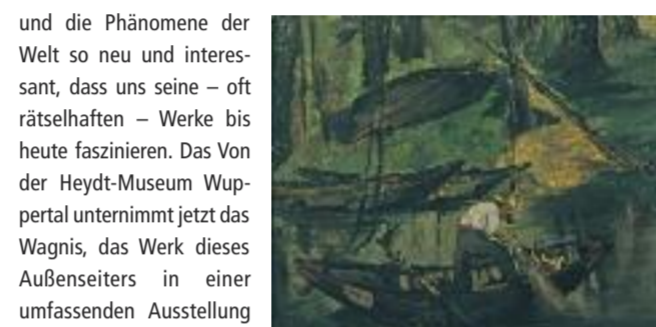 und die Phänomene der
Welt so neu und interes-
sant, dass uns seine – oft
rätselhaften – Werke bis
heute faszinieren. Das Von
der Heydt-Museum Wup-
pertal unternimmt jetzt das
Wagnis, das Werk dieses
Außenseiters in einer
umfassenden Ausstellung